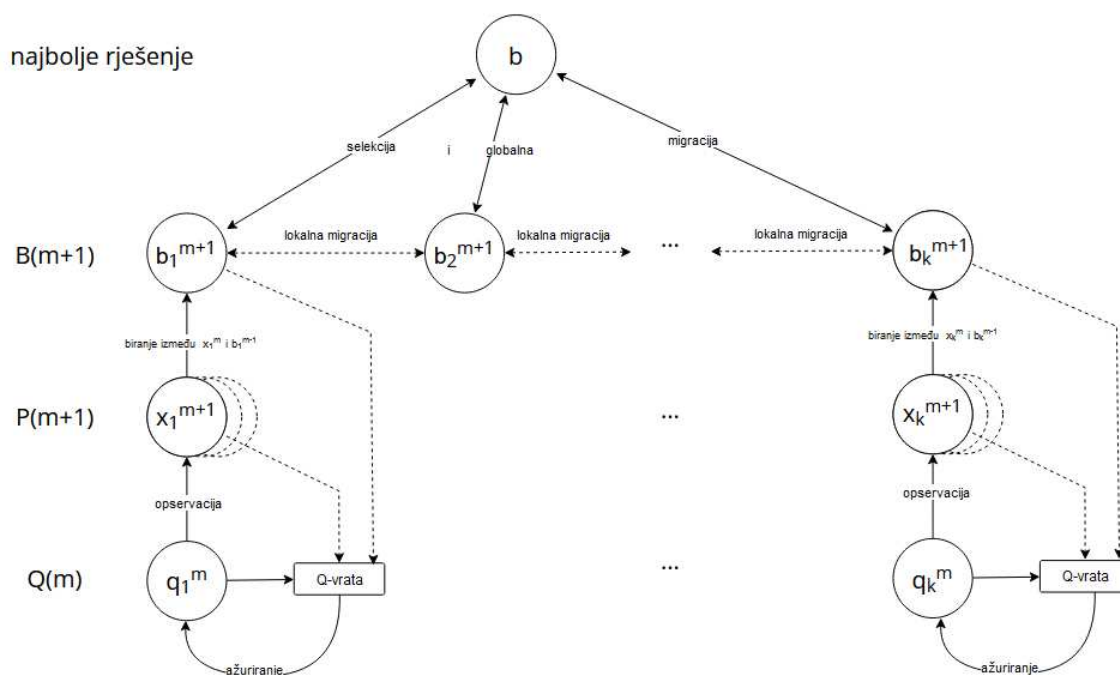 najbolje rješenje
b
selekcija
i
globalna
migracija
B(m+1)
b₁ᵐ⁺¹
lokalna migracija
b₂ᵐ⁺¹
lokalna migracija
...
lokalna migracija
bₖᵐ⁺¹
biranje između x₁ᵐ i b₁ᵐ⁻¹
biranje između xₖᵐ i bₖᵐ⁻¹
P(m+1)
x₁ᵐ⁺¹
...
xₖᵐ⁺¹
opservacija
opservacija
Q(m)
q₁ᵐ
Q-vrata
...
qₖᵐ
Q-vrata
ažuriranje
ažuriranje